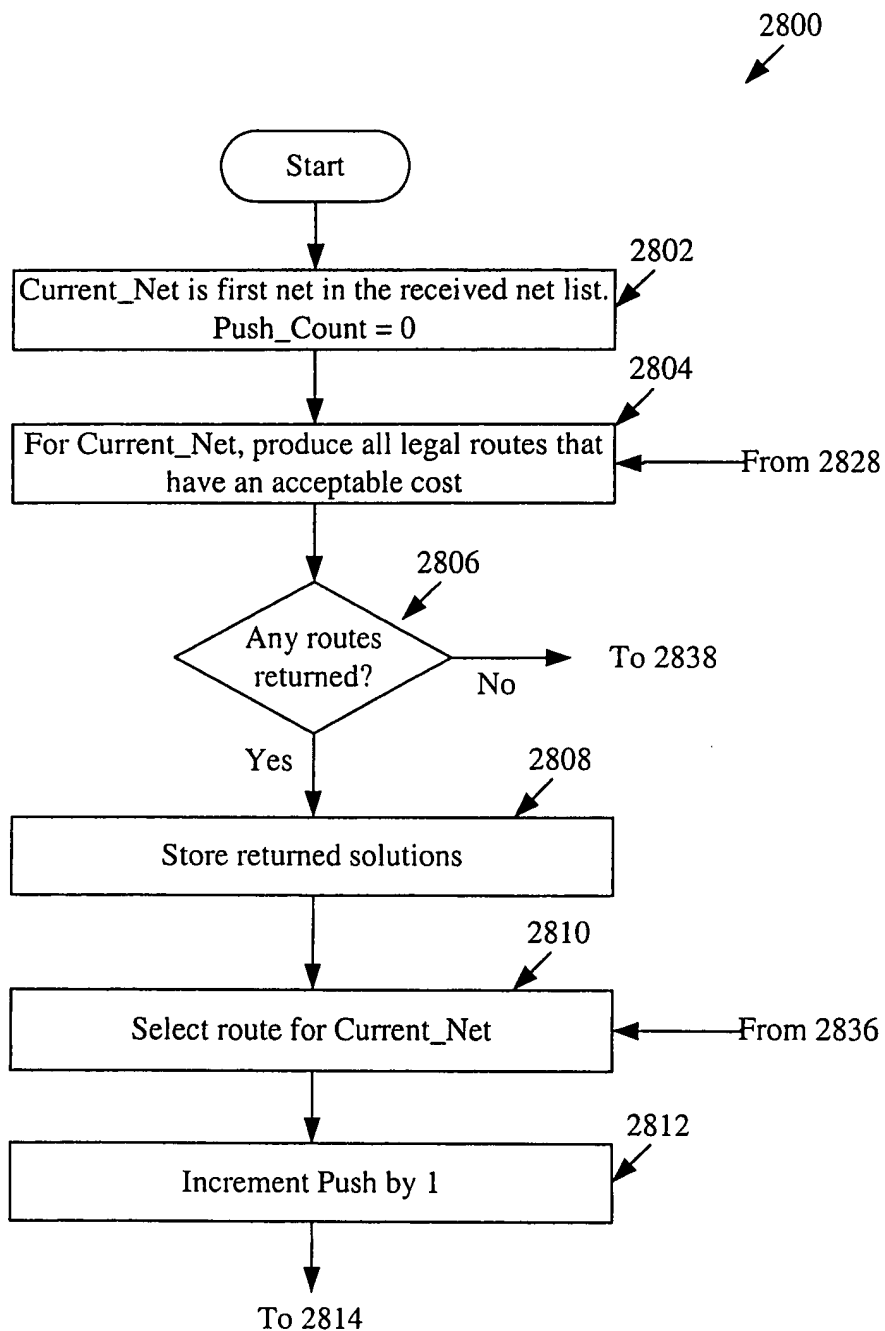 2800
Start
2802
Current_Net is first net in the received net list.
Push_Count = 0
2804
For Current_Net, produce all legal routes that
have an acceptable cost
From 2828
2806
Any routes
returned?
No
To 2838
Yes
2808
Store returned solutions
2810
Select route for Current_Net
From 2836
2812
Increment Push by 1
To 2814